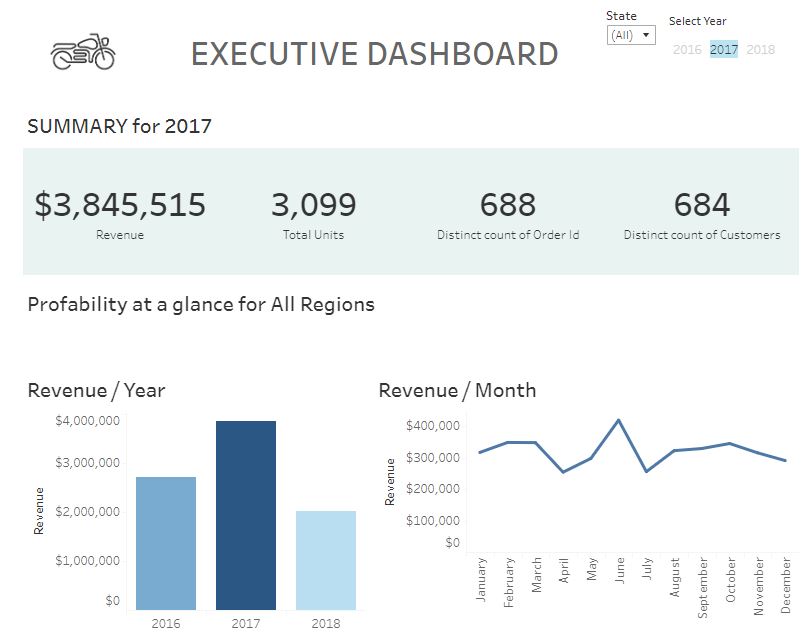 State
(All)
Select Year
2016 2017 2018
EXECUTIVE DASHBOARD
SUMMARY for 2017
$3,845,515
Revenue
3,099
Total Units
688
Distinct count of Order Id
684
Distinct count of Customers
Profability at a glance for All Regions
Revenue / Year
Revenue
$4,000,000
$3,000,000
$2,000,000
$1,000,000
$0
2016
2017
2018
Revenue / Month
Revenue
$400,000
$300,000
$200,000
$100,000
$0
January
February
March
April
May
June
July
August
September
October
November
December